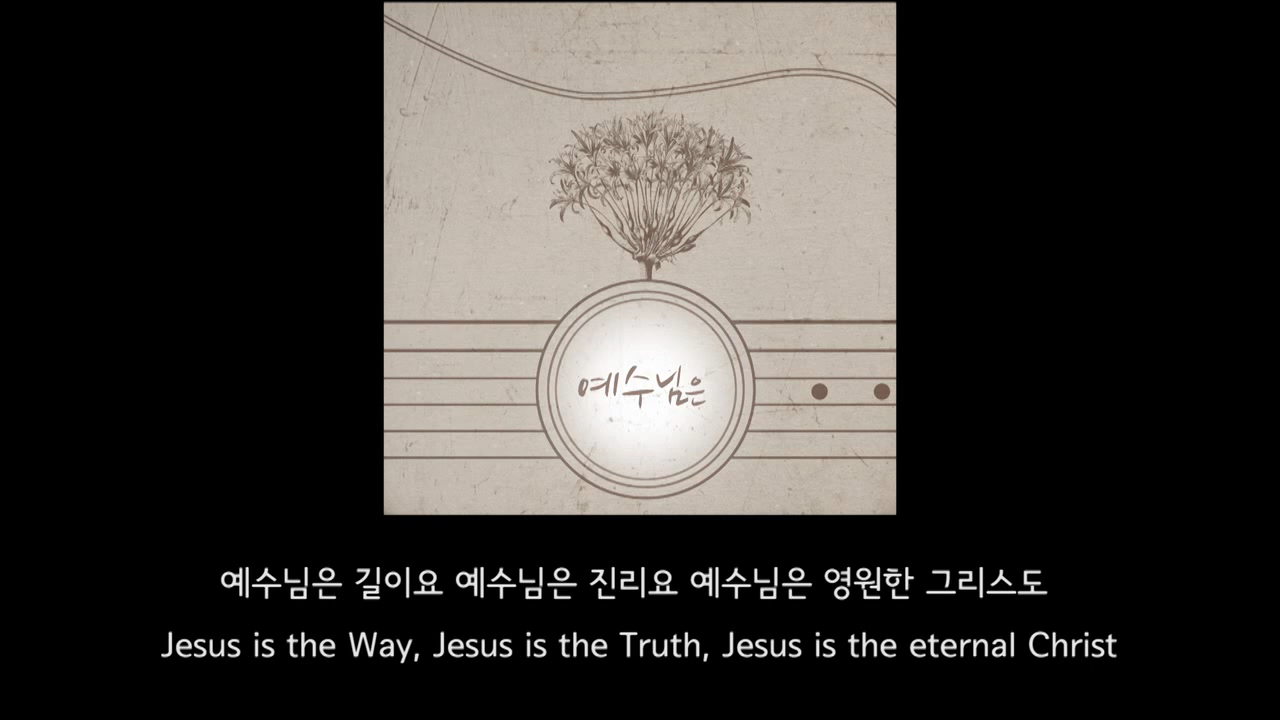 예수님은
예수님은 길이요 예수님은 진리요 예수님은 영원한 그리스도
Jesus is the Way, Jesus is the Truth, Jesus is the eternal Christ